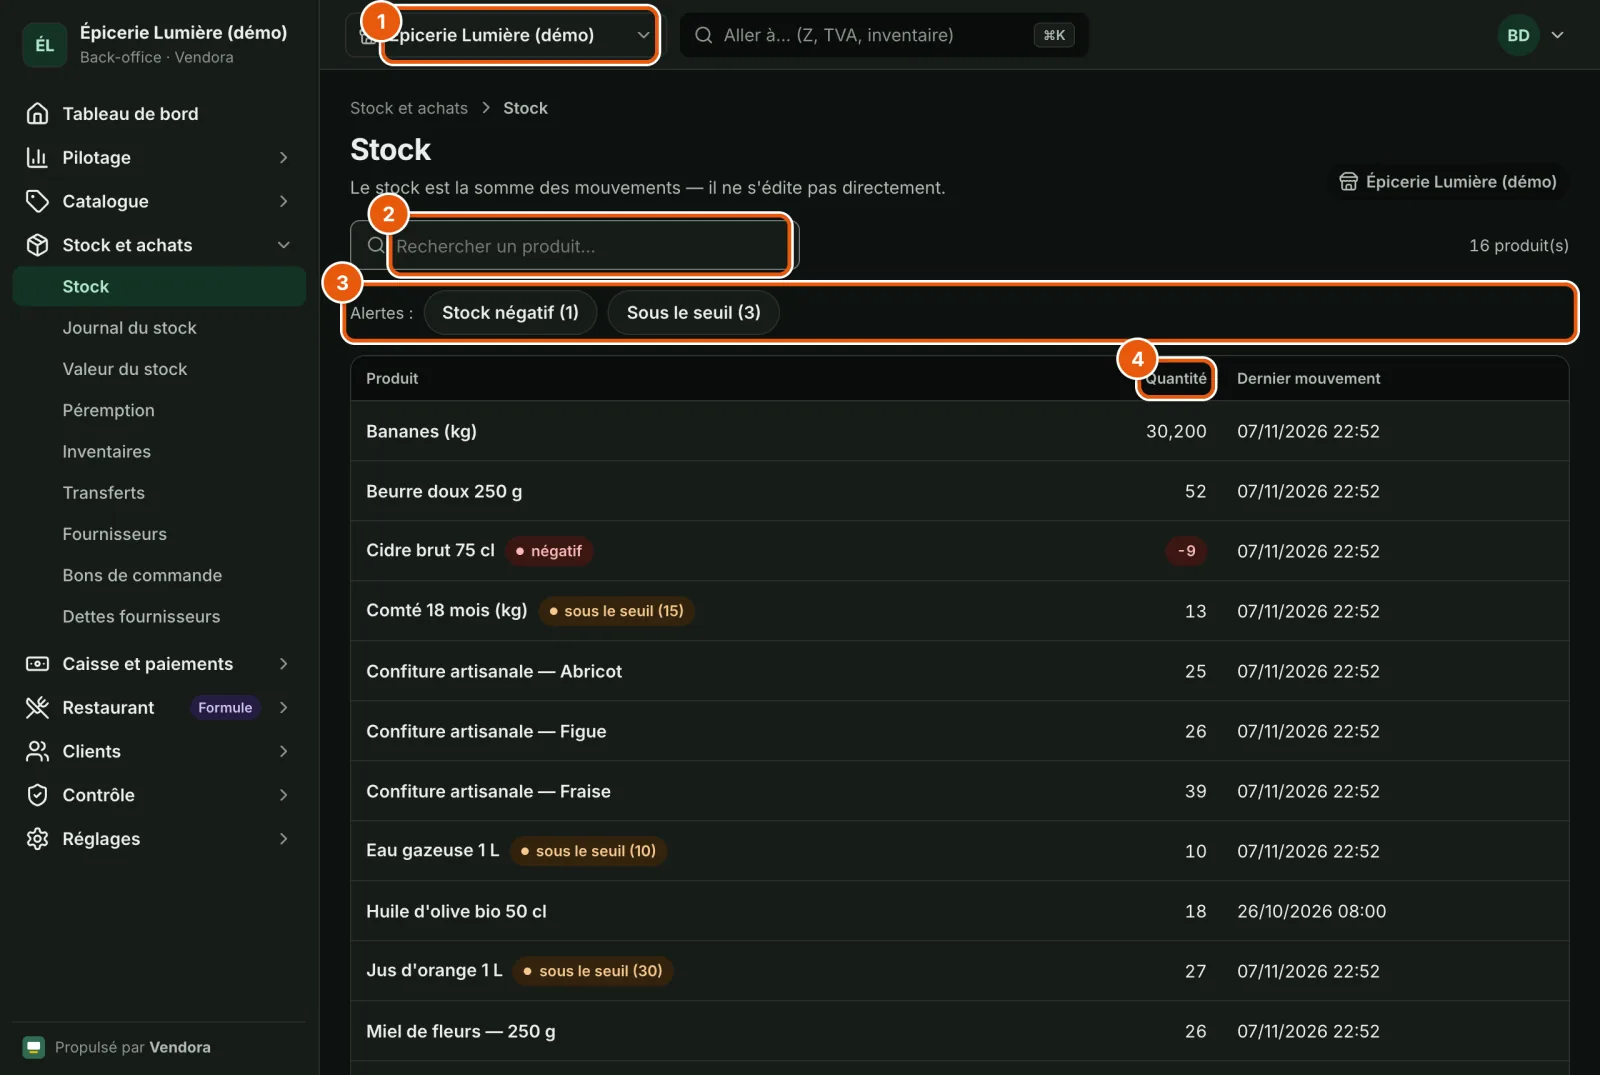 ÉL
Épicerie Lumière (démo)
Back-office · Vendora
Tableau de bord
Pilotage
Catalogue
Stock et achats
Stock
Journal du stock
Valeur du stock
Péremption
Inventaires
Transferts
Fournisseurs
Bons de commande
Dettes fournisseurs
Caisse et paiements
Restaurant Formule
Clients
Contrôle
Réglages
Propulsé par Vendora
1
Épicerie Lumière (démo)
Aller à... (Z, TVA, inventaire) ⌘K
BD
Stock et achats > Stock
Stock
Le stock est la somme des mouvements — il ne s'édite pas directement.
Épicerie Lumière (démo)
2
Rechercher un produit...
16 produit(s)
3
Alertes : Stock négatif (1) Sous le seuil (3)
4
Produit Quantité Dernier mouvement
Bananes (kg) 30,200 07/11/2026 22:52
Beurre doux 250 g 52 07/11/2026 22:52
Cidre brut 75 cl négatif -9 07/11/2026 22:52
Comté 18 mois (kg) sous le seuil (15) 13 07/11/2026 22:52
Confiture artisanale — Abricot 25 07/11/2026 22:52
Confiture artisanale — Figue 26 07/11/2026 22:52
Confiture artisanale — Fraise 39 07/11/2026 22:52
Eau gazeuse 1 L sous le seuil (10) 10 07/11/2026 22:52
Huile d'olive bio 50 cl 18 26/10/2026 08:00
Jus d'orange 1 L sous le seuil (30) 27 07/11/2026 22:52
Miel de fleurs — 250 g 26 07/11/2026 22:52